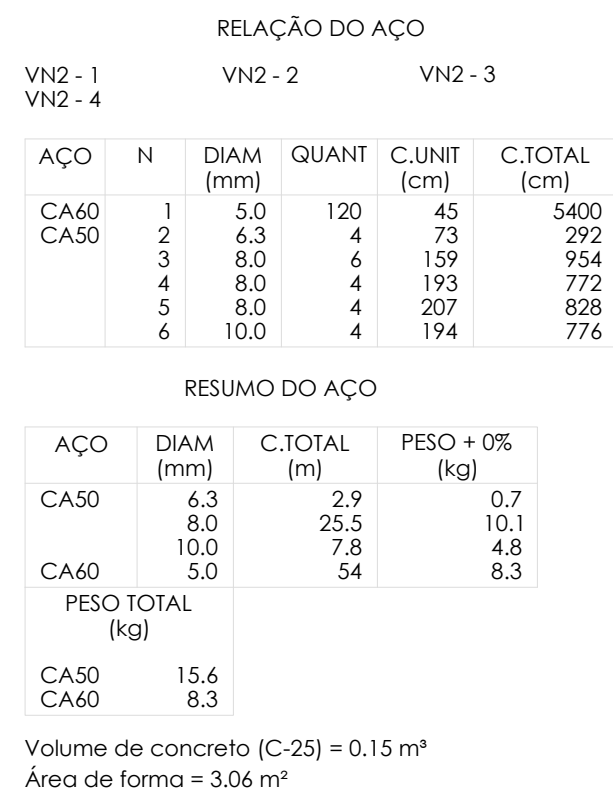 RELAÇÃO DO AÇO
VN2 - 1 VN2 - 2 VN2 - 3
VN2 - 4
AÇO N DIAM QUANT C.UNIT C.TOTAL
(mm) (cm) (cm)
CA60 1 5.0 120 45 5400
CA50 2 6.3 4 73 292
3 8.0 6 159 954
4 8.0 4 193 772
5 8.0 4 207 828
6 10.0 4 194 776
RESUMO DO AÇO
AÇO DIAM C.TOTAL PESO + 0%
(mm) (m) (kg)
CA50 6.3 2.9 0.7
8.0 25.5 10.1
10.0 7.8 4.8
CA60 5.0 54 8.3
PESO TOTAL
(kg)
CA50 15.6
CA60 8.3
Volume de concreto (C-25) = 0.15 m³
Área de forma = 3.06 m²